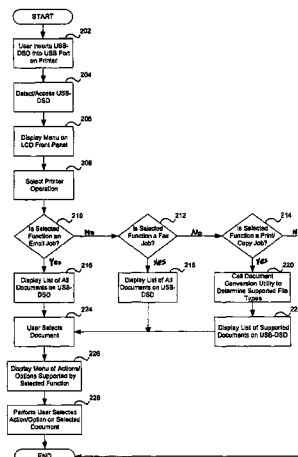 START
202
User Inserts USB-
DSD into USB Port
on Printer
204
Detect/Access USB-
DSD
206
Display Menu on
LCD Front Panel
208
Select Printer
Operation
210
Is Selected
Function an
Email Job?
No
Yes
212
Is Selected
Function a Fax
Job?
No
Yes
214
Is Selected
Function a Print/
Copy Job?
N
Yes
216
Display List of All
Documents on USB-
DSD
218
Display List of All
Documents on USB-
DSD
220
Call Document
Conversion Utility to
Determine Supported File
Types
22
Display List of Supported
Documents on USB-DSD
224
User Selects
Document
226
Display Menu of Actions/
Options Supported by
Selected Function
228
Perform User Selected
Action/Option on Selected
Document
END